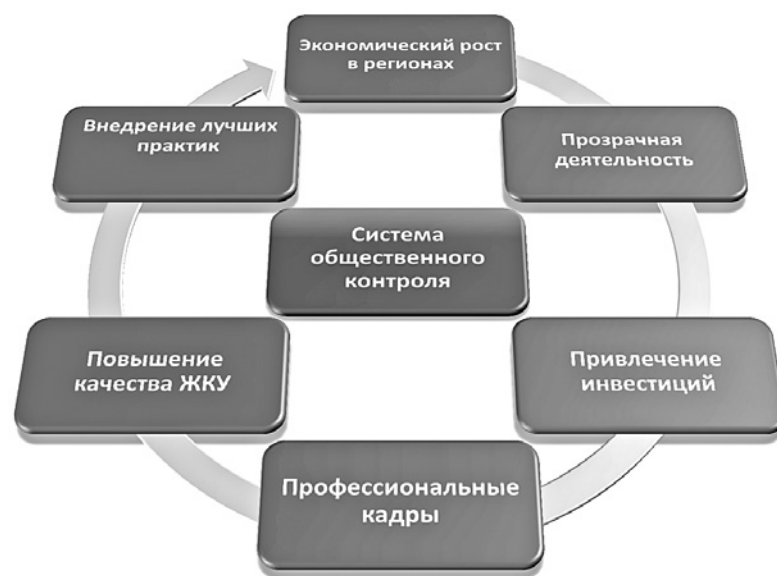 Экономический рост
в регионах
Прозрачная
деятельность
Привлечение
инвестиций
Профессиональные
кадры
Повышение
качества ЖКУ
Внедрение лучших
практик
Система
общественного
контроля